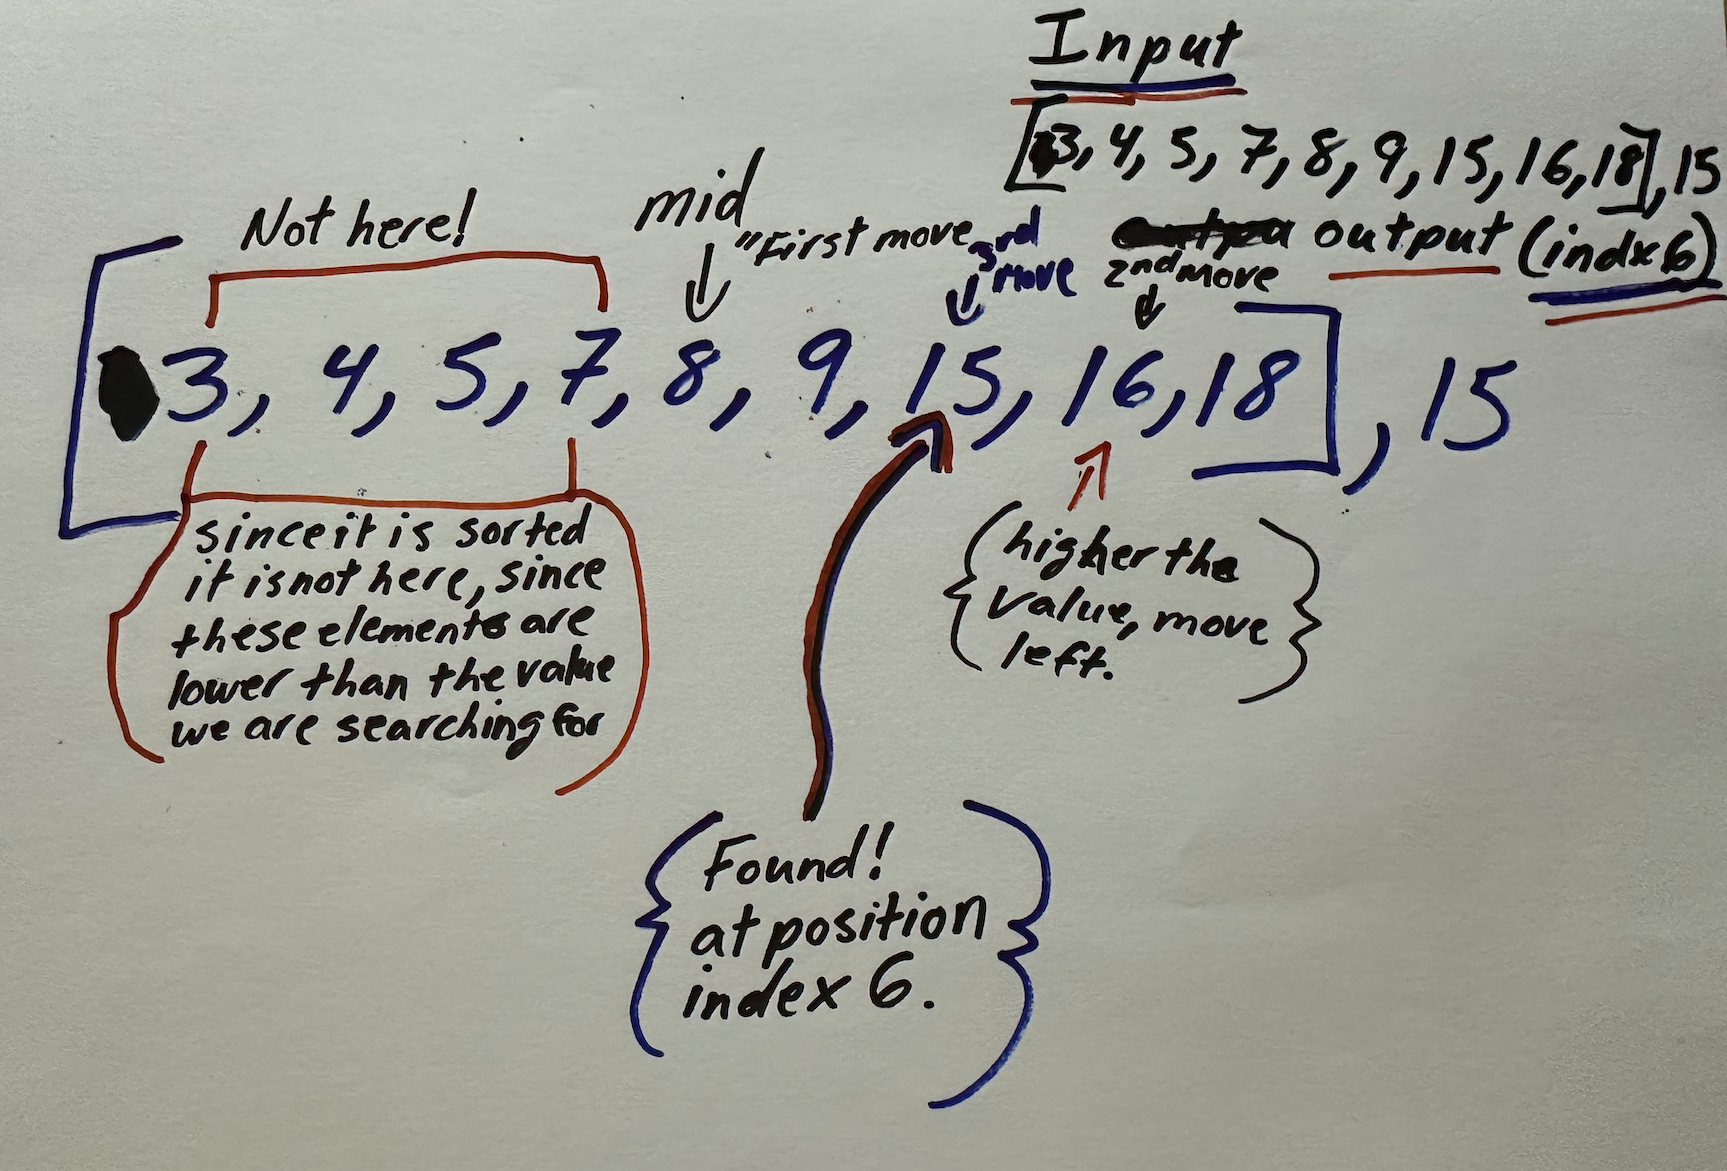 Input
[3, 4, 5, 7, 8, 9, 15, 16, 18], 15
output (indx 6)
Not here!
mid
"First move
3rd
move
2nd move
[3, 4, 5, 7, 8, 9, 15, 16, 18], 15
since it is sorted
it is not here, since
these elements are
lower than the value
we are searching for
(higher the
value, move
left.
Found!
at position
index 6.